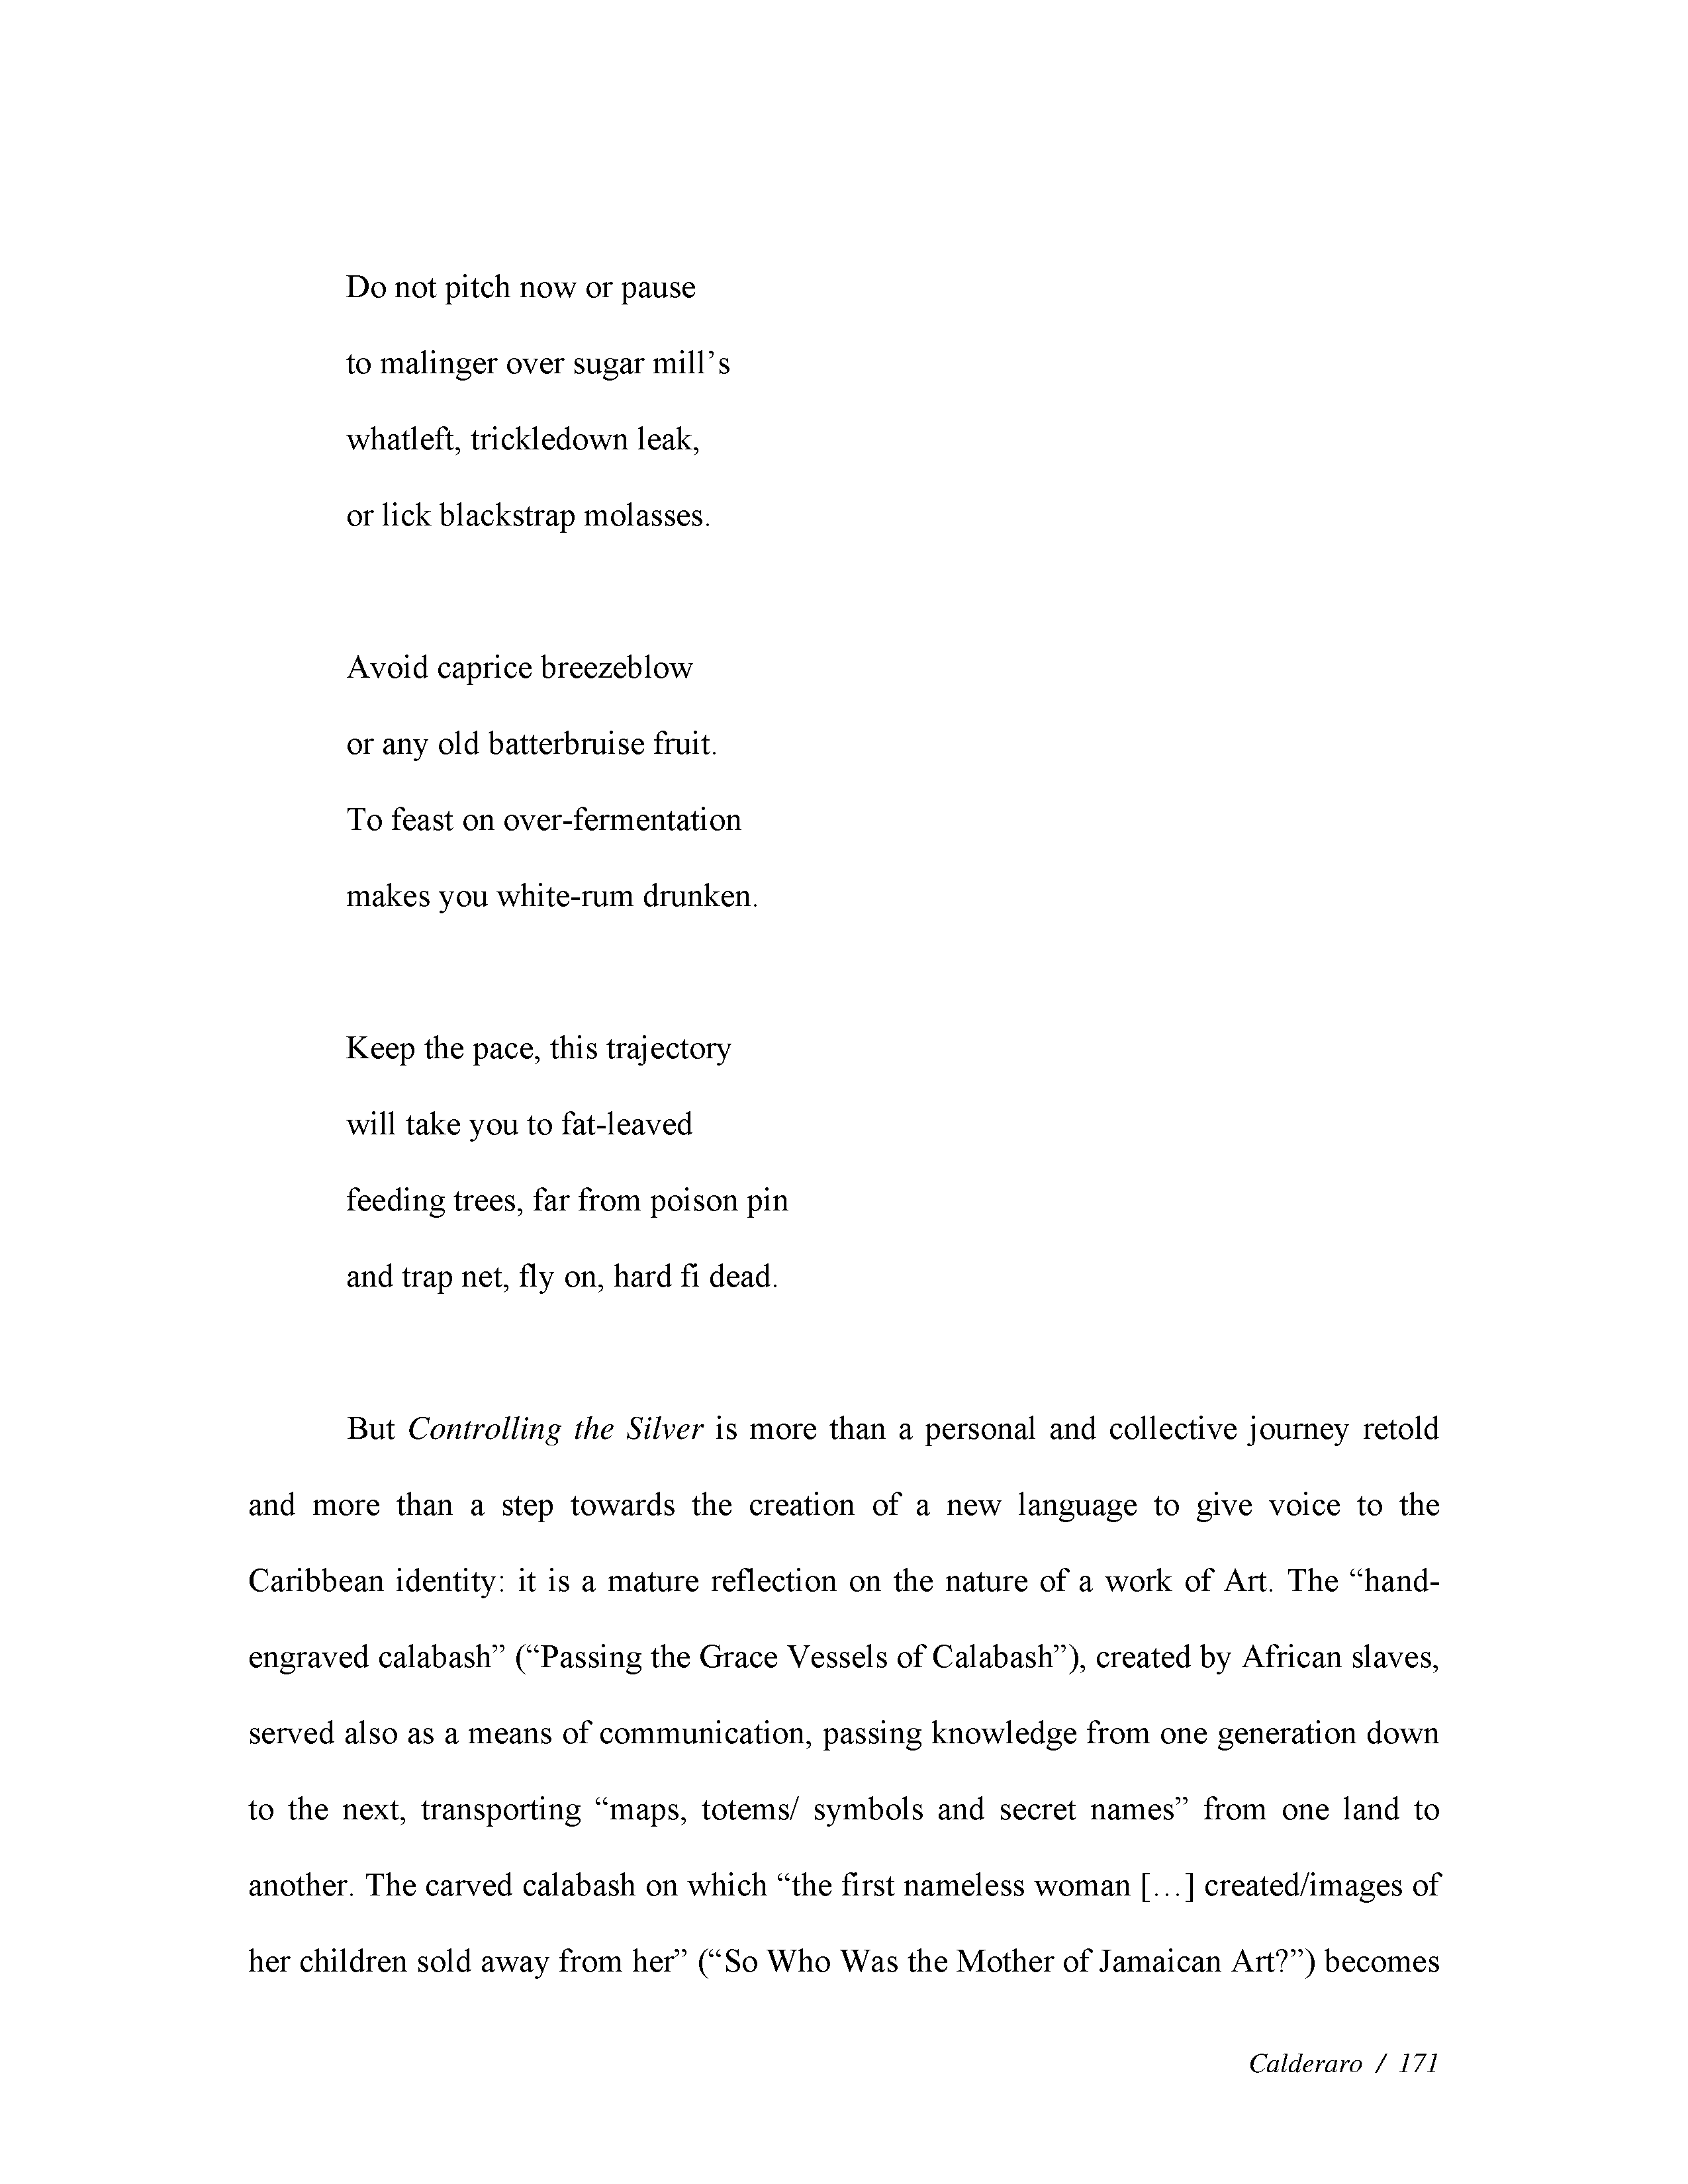 Do not pitch now or pause
to malinger over sugar mill’s
whatleft, trickledown leak,
or lick blackstrap molasses.
Avoid caprice breezeblow
or any old batterbruise fruit.
To feast on over-fermentation
makes you white-rum drunken.
Keep the pace, this trajectory
will take you to fat-leaved
feeding trees, far from poison pin
and trap net, fly on, hard fi dead.
But Controlling the Silver is more than a personal and collective journey retold
and more than a step towards the creation of a new language to give voice to the
Caribbean identity: it is a mature reflection on the nature of a work of Art. The “hand-
engraved calabash” (“Passing the Grace Vessels of Calabash”), created by African slaves,
served also as a means of communication, passing knowledge from one generation down
to the next, transporting “maps, totems/ symbols and secret names” from one land to
another. The carved calabash on which “the first nameless woman […] created/images of
her children sold away from her” (“So Who Was the Mother of Jamaican Art?”) becomes
Calderaro / 171